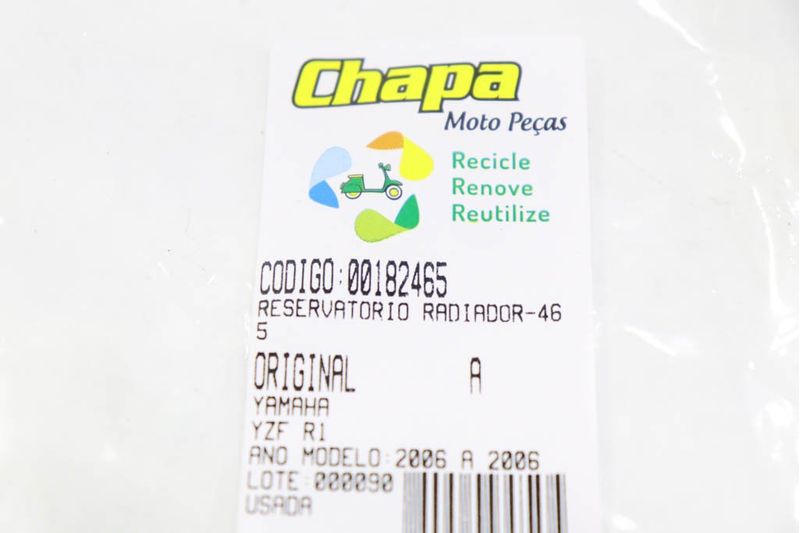 Chapa
Moto Peças
Recicle
Renove
Reutilize
CODIGO:00182465
RESERVATORIO RADIADOR-46
5
ORIGINAL A
YAMAHA
YZF R1
ANO MODELO:2006 A 2006
LOTE:000090
USADA